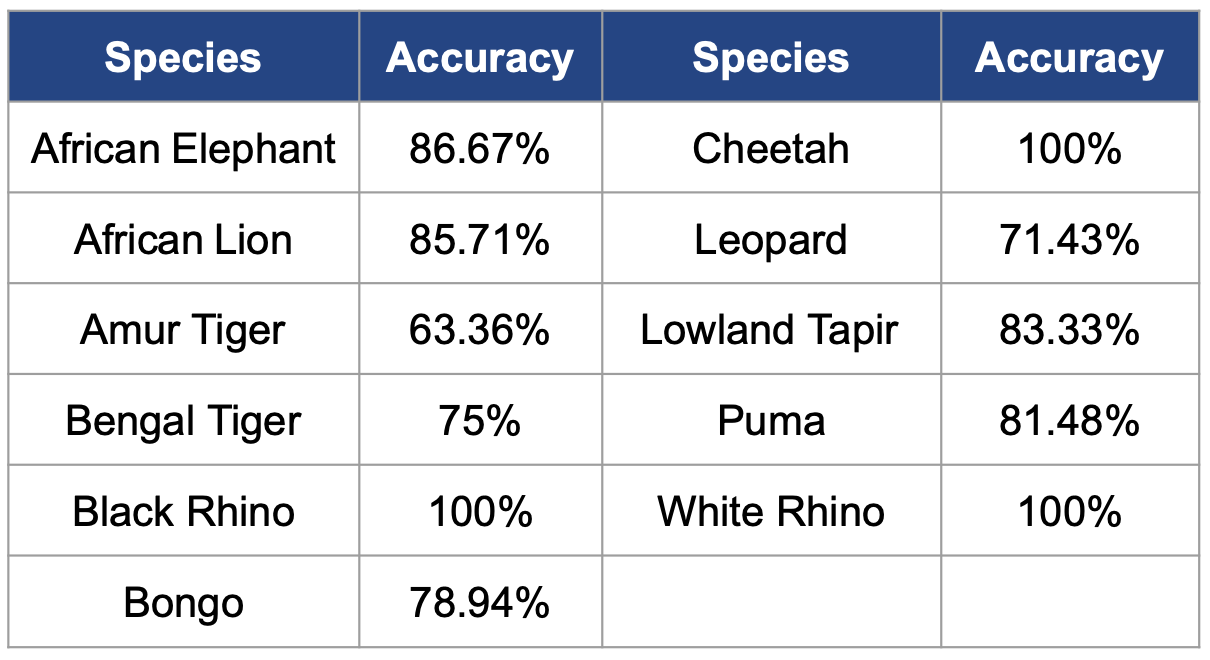 Species Accuracy Species Accuracy
African Elephant 86.67% Cheetah 100%
African Lion 85.71% Leopard 71.43%
Amur Tiger 63.36% Lowland Tapir 83.33%
Bengal Tiger 75% Puma 81.48%
Black Rhino 100% White Rhino 100%
Bongo 78.94%